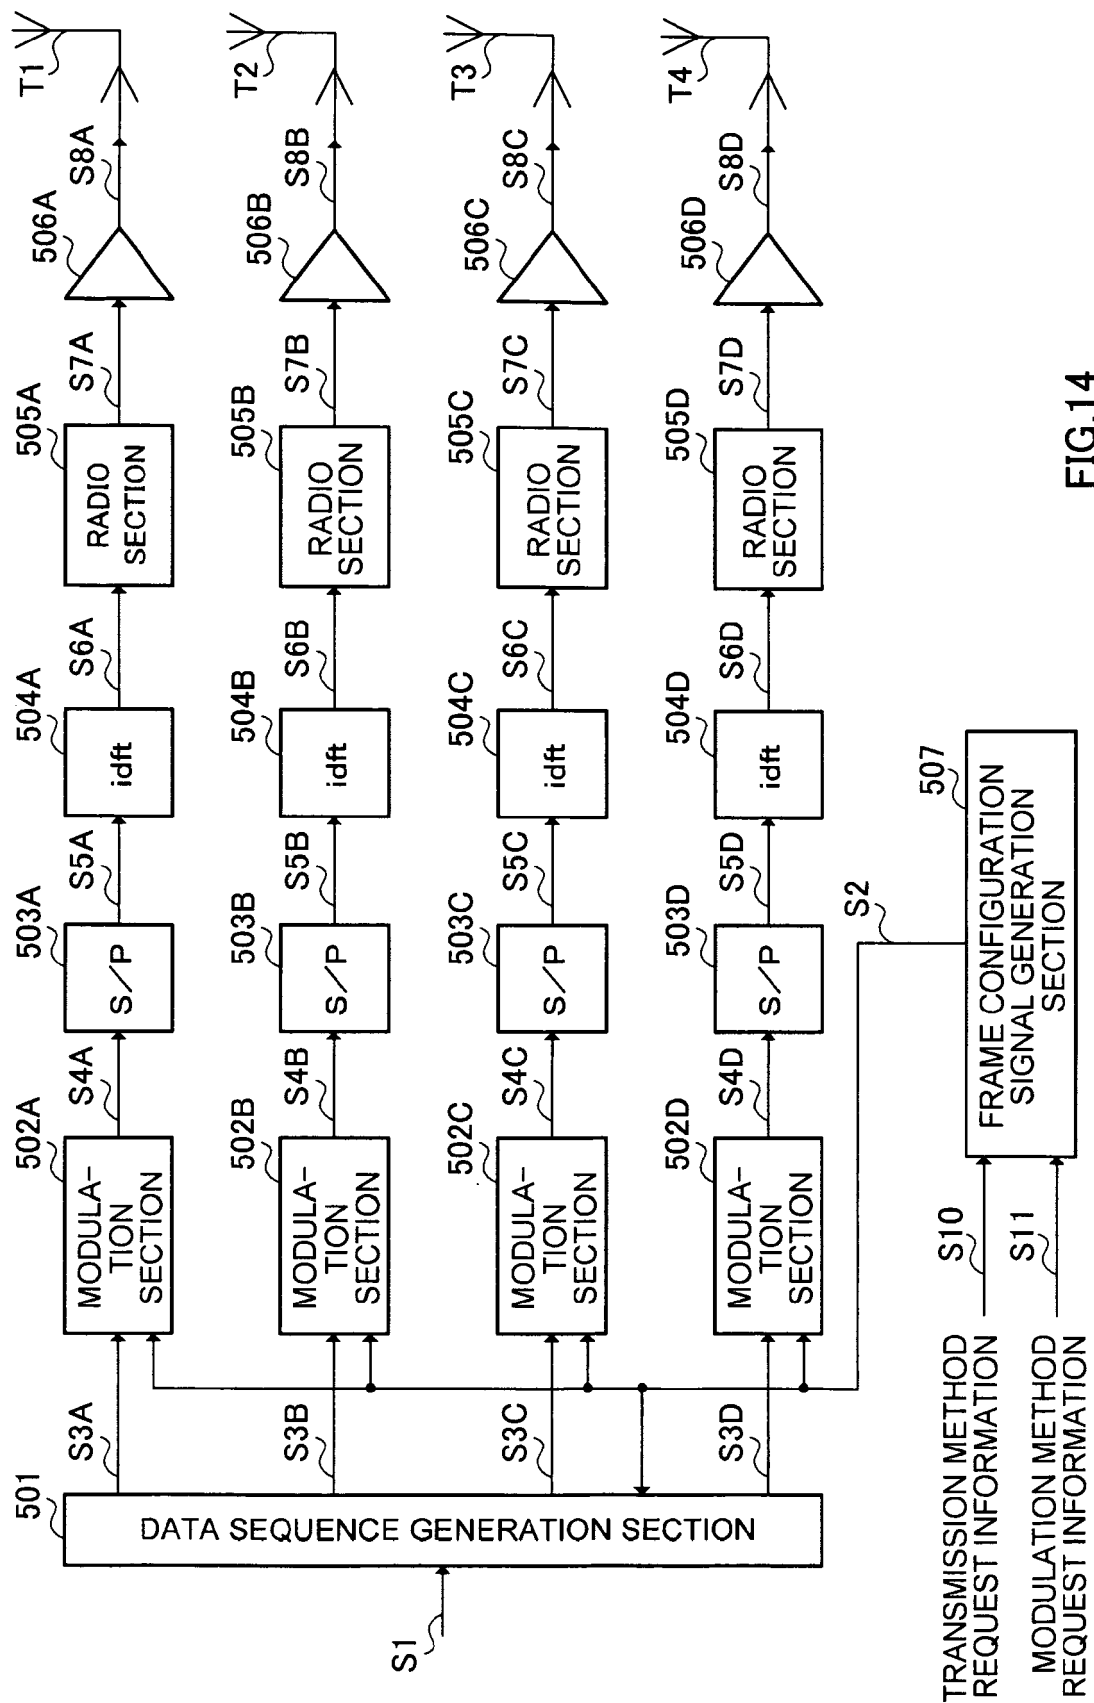 501
DATA SEQUENCE GENERATION SECTION
S1
S3A
502A
MODULA-
TION
SECTION
S4A
503A
S/P
S5A
504A
idft
S6A
505A
RADIO
SECTION
S7A
506A
S8A
T1
S3B
502B
MODULA-
TION
SECTION
S4B
503B
S/P
S5B
504B
idft
S6B
505B
RADIO
SECTION
S7B
506B
S8B
T2
S3C
502C
MODULA-
TION
SECTION
S4C
503C
S/P
S5C
504C
idft
S6C
505C
RADIO
SECTION
S7C
506C
S8C
T3
S3D
502D
MODULA-
TION
SECTION
S4D
503D
S/P
S5D
504D
idft
S6D
505D
RADIO
SECTION
S7D
506D
S8D
T4
S2
507
FRAME CONFIGURATION
SIGNAL GENERATION
SECTION
TRANSMISSION METHOD
REQUEST INFORMATION
S10
MODULATION METHOD
REQUEST INFORMATION
S11
FIG.14